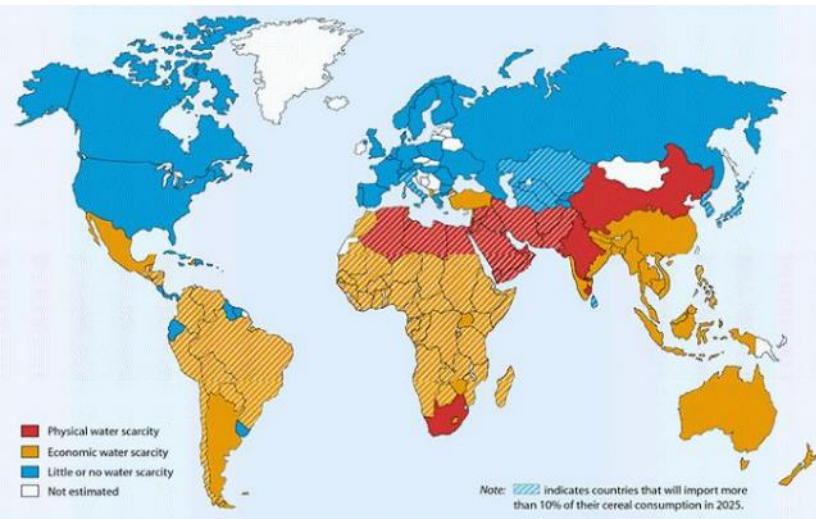 Physical water scarcity
Economic water scarcity
Little or no water scarcity
Not estimated
Note: indicates countries that will import more
than 10% of their cereal consumption in 2025.